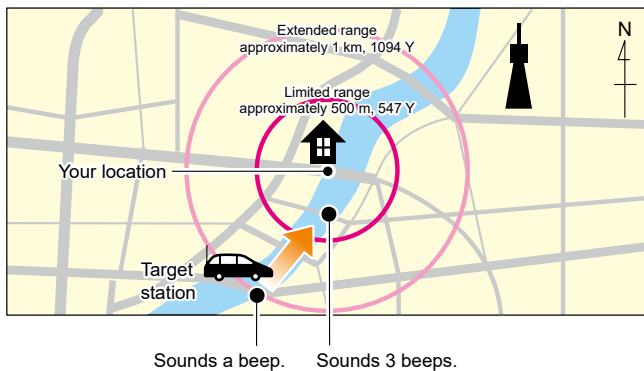 Extended range
approximately 1 km, 1094 Y
N
Limited range
approximately 500 m, 547 Y
Your location
Target
station
Sounds a beep.
Sounds 3 beeps.